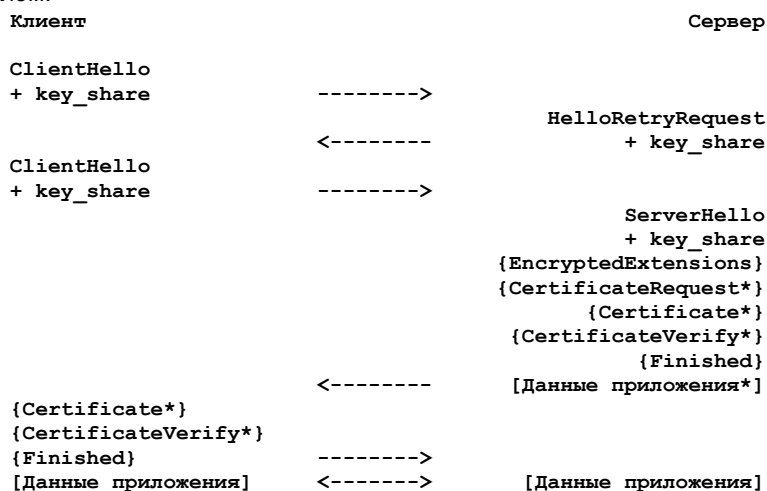 Клиент                                           Сервер

ClientHello
+ key_share             -------->
                                      HelloRetryRequest
                        <--------           + key_share
ClientHello
+ key_share             -------->
                                            ServerHello
                                            + key_share
                                  {EncryptedExtensions}
                                  {CertificateRequest*}
                                         {Certificate*}
                                   {CertificateVerify*}
                                             {Finished}
                        <--------    [Данные приложения*]
{Certificate*}
{CertificateVerify*}
{Finished}              -------->
[Данные приложения]     <------->     [Данные приложения]